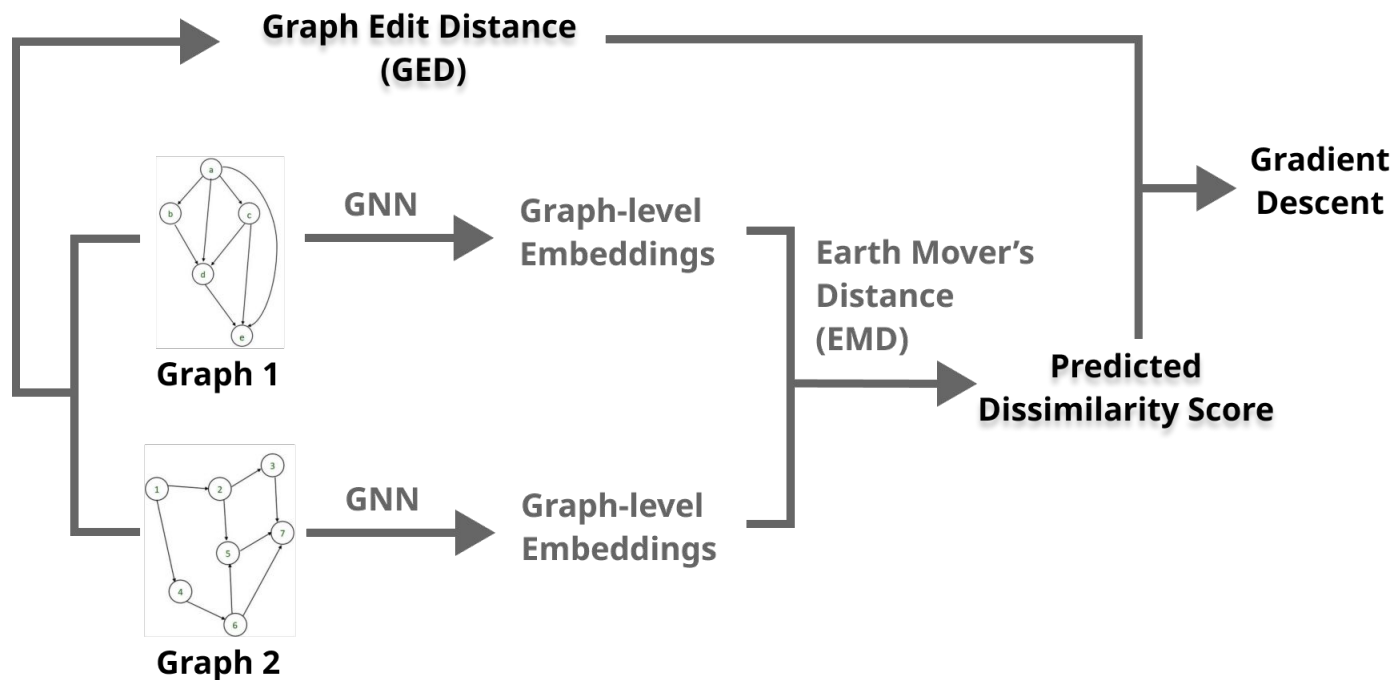 Graph Edit Distance
(GED)
a
b
c
d
e
Graph 1
GNN
Graph-level
Embeddings
Earth Mover’s
Distance
(EMD)
Gradient
Descent
Predicted
Dissimilarity Score
1
2
3
4
5
6
7
Graph 2
GNN
Graph-level
Embeddings